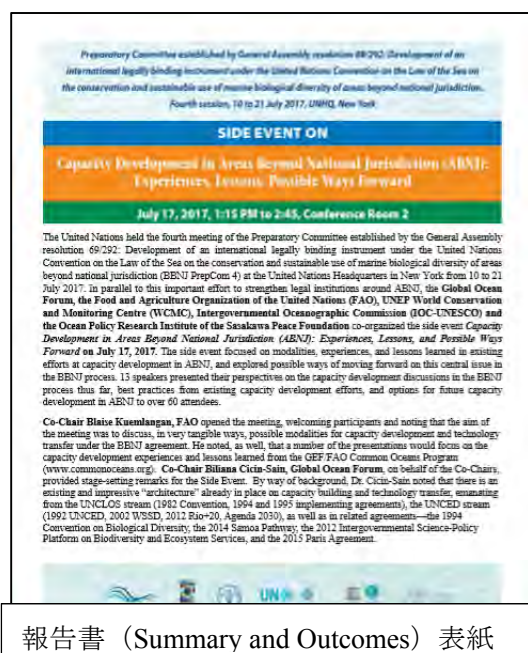 Preparatory Committee established by General Assembly resolution 69/292: Development of an
international legally binding instrument under the United Nations Convention on the Law of the Sea on
the conservation and sustainable use of marine biological diversity of areas beyond national jurisdiction.
Fourth session, 10 to 21 July 2017, UNHQ, New York
SIDE EVENT ON
Capacity Development in Areas Beyond National Jurisdiction (ABNJ):
Experiences, Lessons, Possible Ways Forward
July 17, 2017, 1:15 PM to 2:45, Conference Room 2
The United Nations held the fourth meeting of the Preparatory Committee established by the General Assembly
resolution 69/292: Development of an international legally binding instrument under the United Nations
Convention on the Law of the Sea on the conservation and sustainable use of marine biological diversity of areas
beyond national jurisdiction (BBNJ PrepCom 4) at the United Nations Headquarters in New York from 10 to 21
July 2017. In parallel to this important effort to strengthen legal institutions around ABNJ, the Global Ocean
Forum, the Food and Agriculture Organization of the United Nations (FAO), UNEP World Conservation
and Monitoring Centre (WCMC), Intergovernmental Oceanographic Commission (IOC-UNESCO) and
the Ocean Policy Research Institute of the Sasakawa Peace Foundation co-organized the side event Capacity
Development in Areas Beyond National Jurisdiction (ABNJ): Experiences, Lessons, and Possible Ways
Forward on July 17, 2017. The side event focused on modalities, experiences, and lessons learned in existing
efforts at capacity development in ABNJ, and explored possible ways of moving forward on this central issue in
the BBNJ process. 13 speakers presented their perspectives on the capacity development discussions in the BBNJ
process thus far, best practices from existing capacity development efforts, and options for future capacity
development in ABNJ to over 60 attendees.
Co-Chair Blaise Kuemlangan, FAO opened the meeting, welcoming participants and noting that the aim of
the meeting was to discuss, in very tangible ways, possible modalities for capacity development and technology
transfer under the BBNJ agreement. He noted, as well, that a number of the presentations would focus on the
capacity development experiences and lessons learned from the GEF/FAO Common Oceans Program
(www.commonoceans.org). Co-Chair Biliana Cicin-Sain, Global Ocean Forum, on behalf of the Co-Chairs,
provided stage-setting remarks for the Side Event. By way of background, Dr. Cicin-Sain noted that there is an
existing and impressive "architecture" already in place on capacity building and technology transfer, emanating
from the UNCLOS stream (1982 Convention, 1994 and 1995 implementing agreements), the UNCED stream
(1992 UNCED, 2002 WSSD, 2012 Rio+20, Agenda 2030), as well as in related agreements—the 1994
Convention on Biological Diversity, the 2014 Samoa Pathway, the 2012 Intergovernmental Science-Policy
Platform on Biodiversity and Ecosystem Services, and the 2015 Paris Agreement.
報告書（Summary and Outcomes）表紙